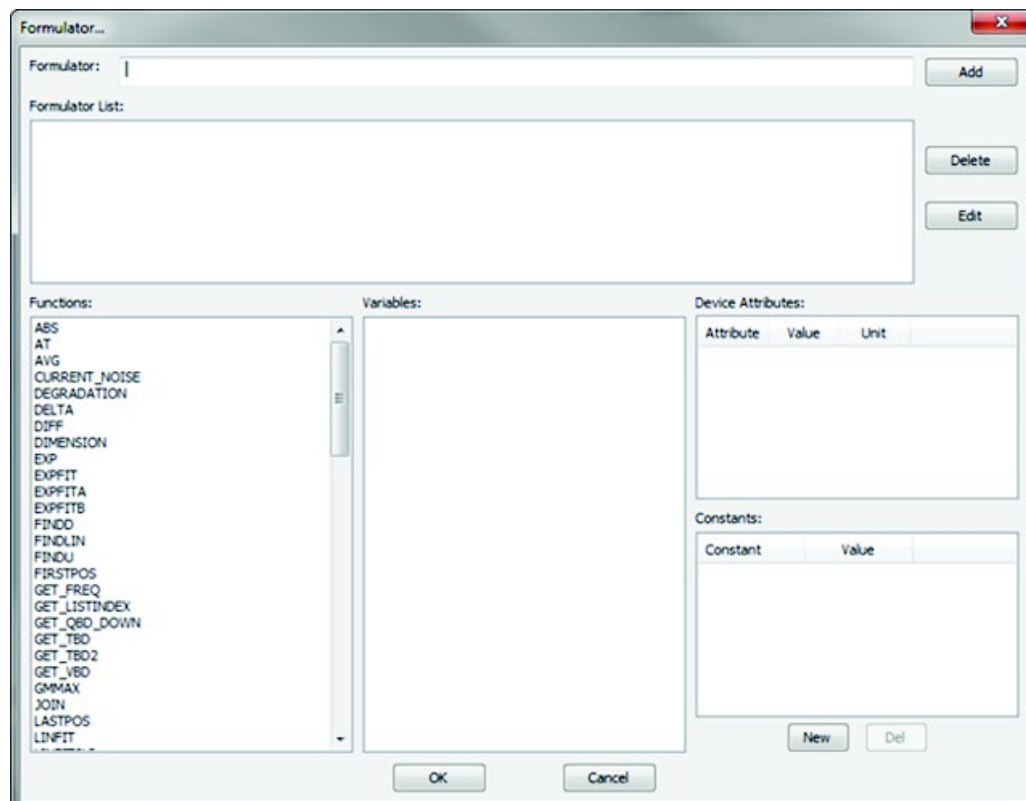 Formulator...
Formulator:
Add
Formulator List:
Delete
Edit
Functions:
Variables:
Device Attributes:
ABS
AT
AVG
CURRENT_NOISE
DEGRADATION
DELTA
DIFF
DIMENSION
EXP
EXPFIT
EXPFITA
EXPFITB
FINDD
FINDLIN
FINDU
FIRSTPOS
GET_FREQ
GET_LISTINDEX
GET_QBD_DOWN
GET_TBD
GET_TBD2
GET_VBD
GMMAX
JOIN
LASTPOS
LINFIT
Attribute Value Unit
Constants:
Constant Value
New Del
OK Cancel